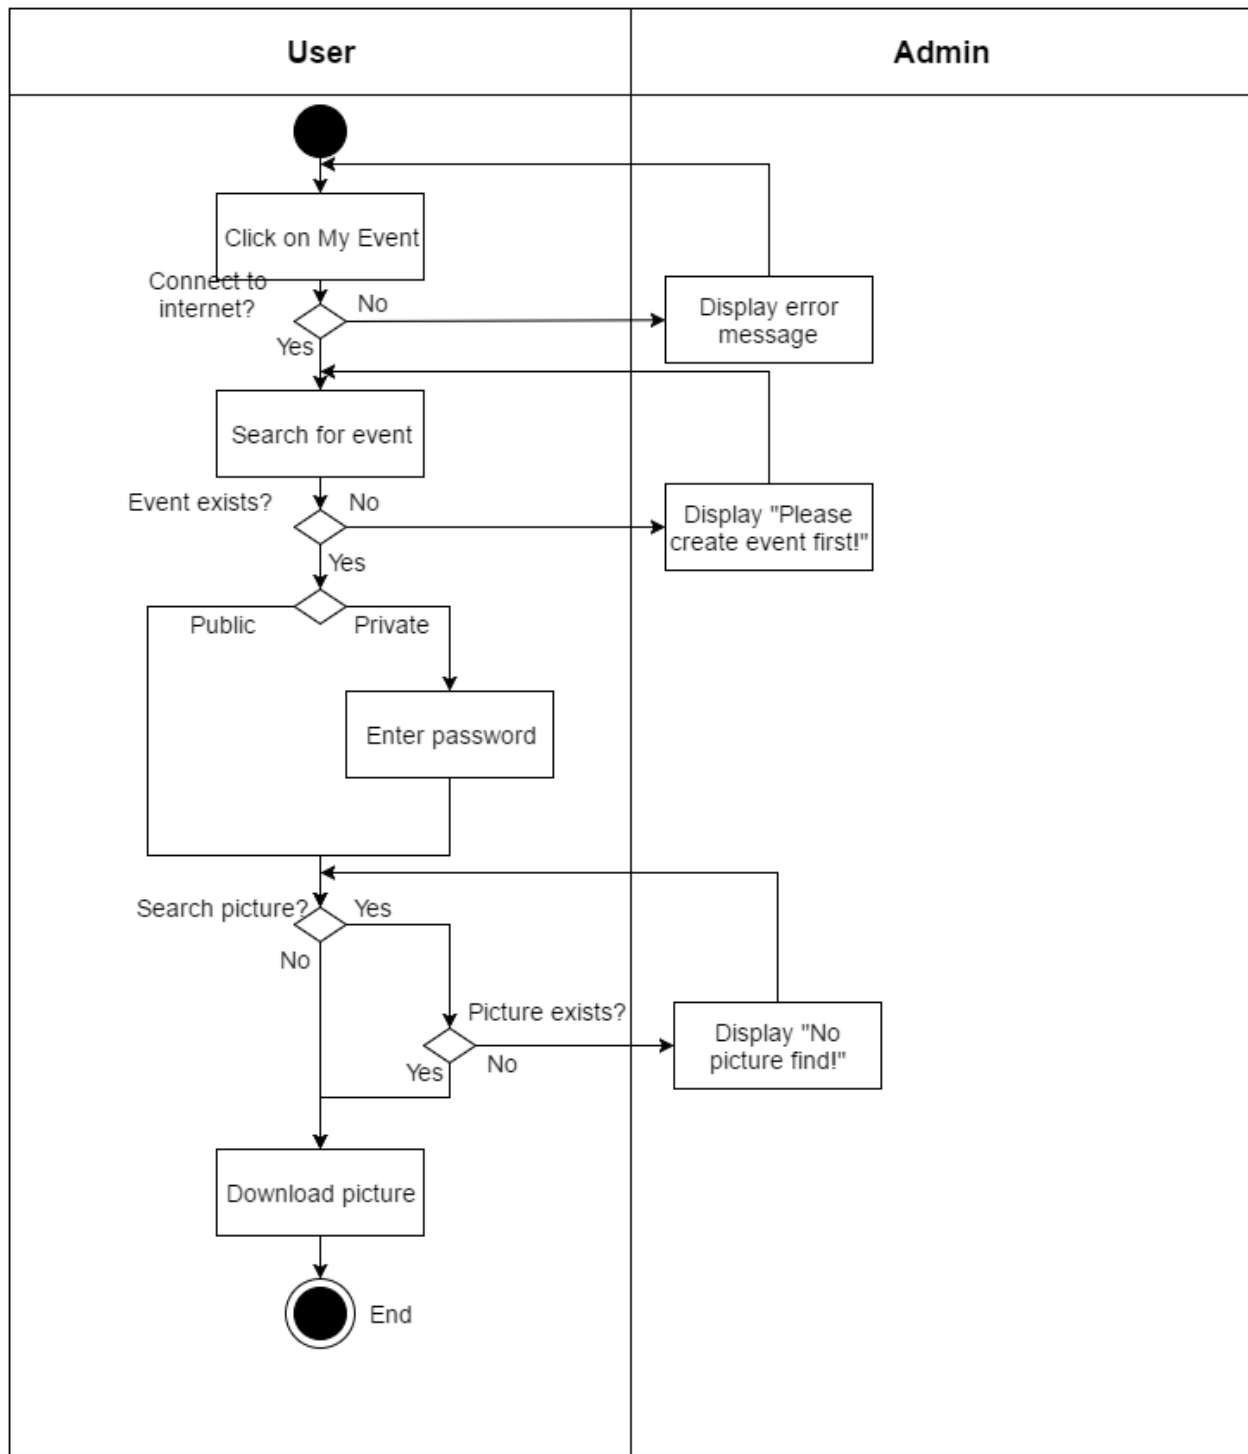 User
Admin
Click on My Event
Connect to
internet?
No
Display error
message
Yes
Search for event
Event exists?
No
Display "Please
create event first!"
Yes
Public
Private
Enter password
Search picture?
Yes
No
Picture exists?
Display "No
picture find!"
Yes
No
Download picture
End